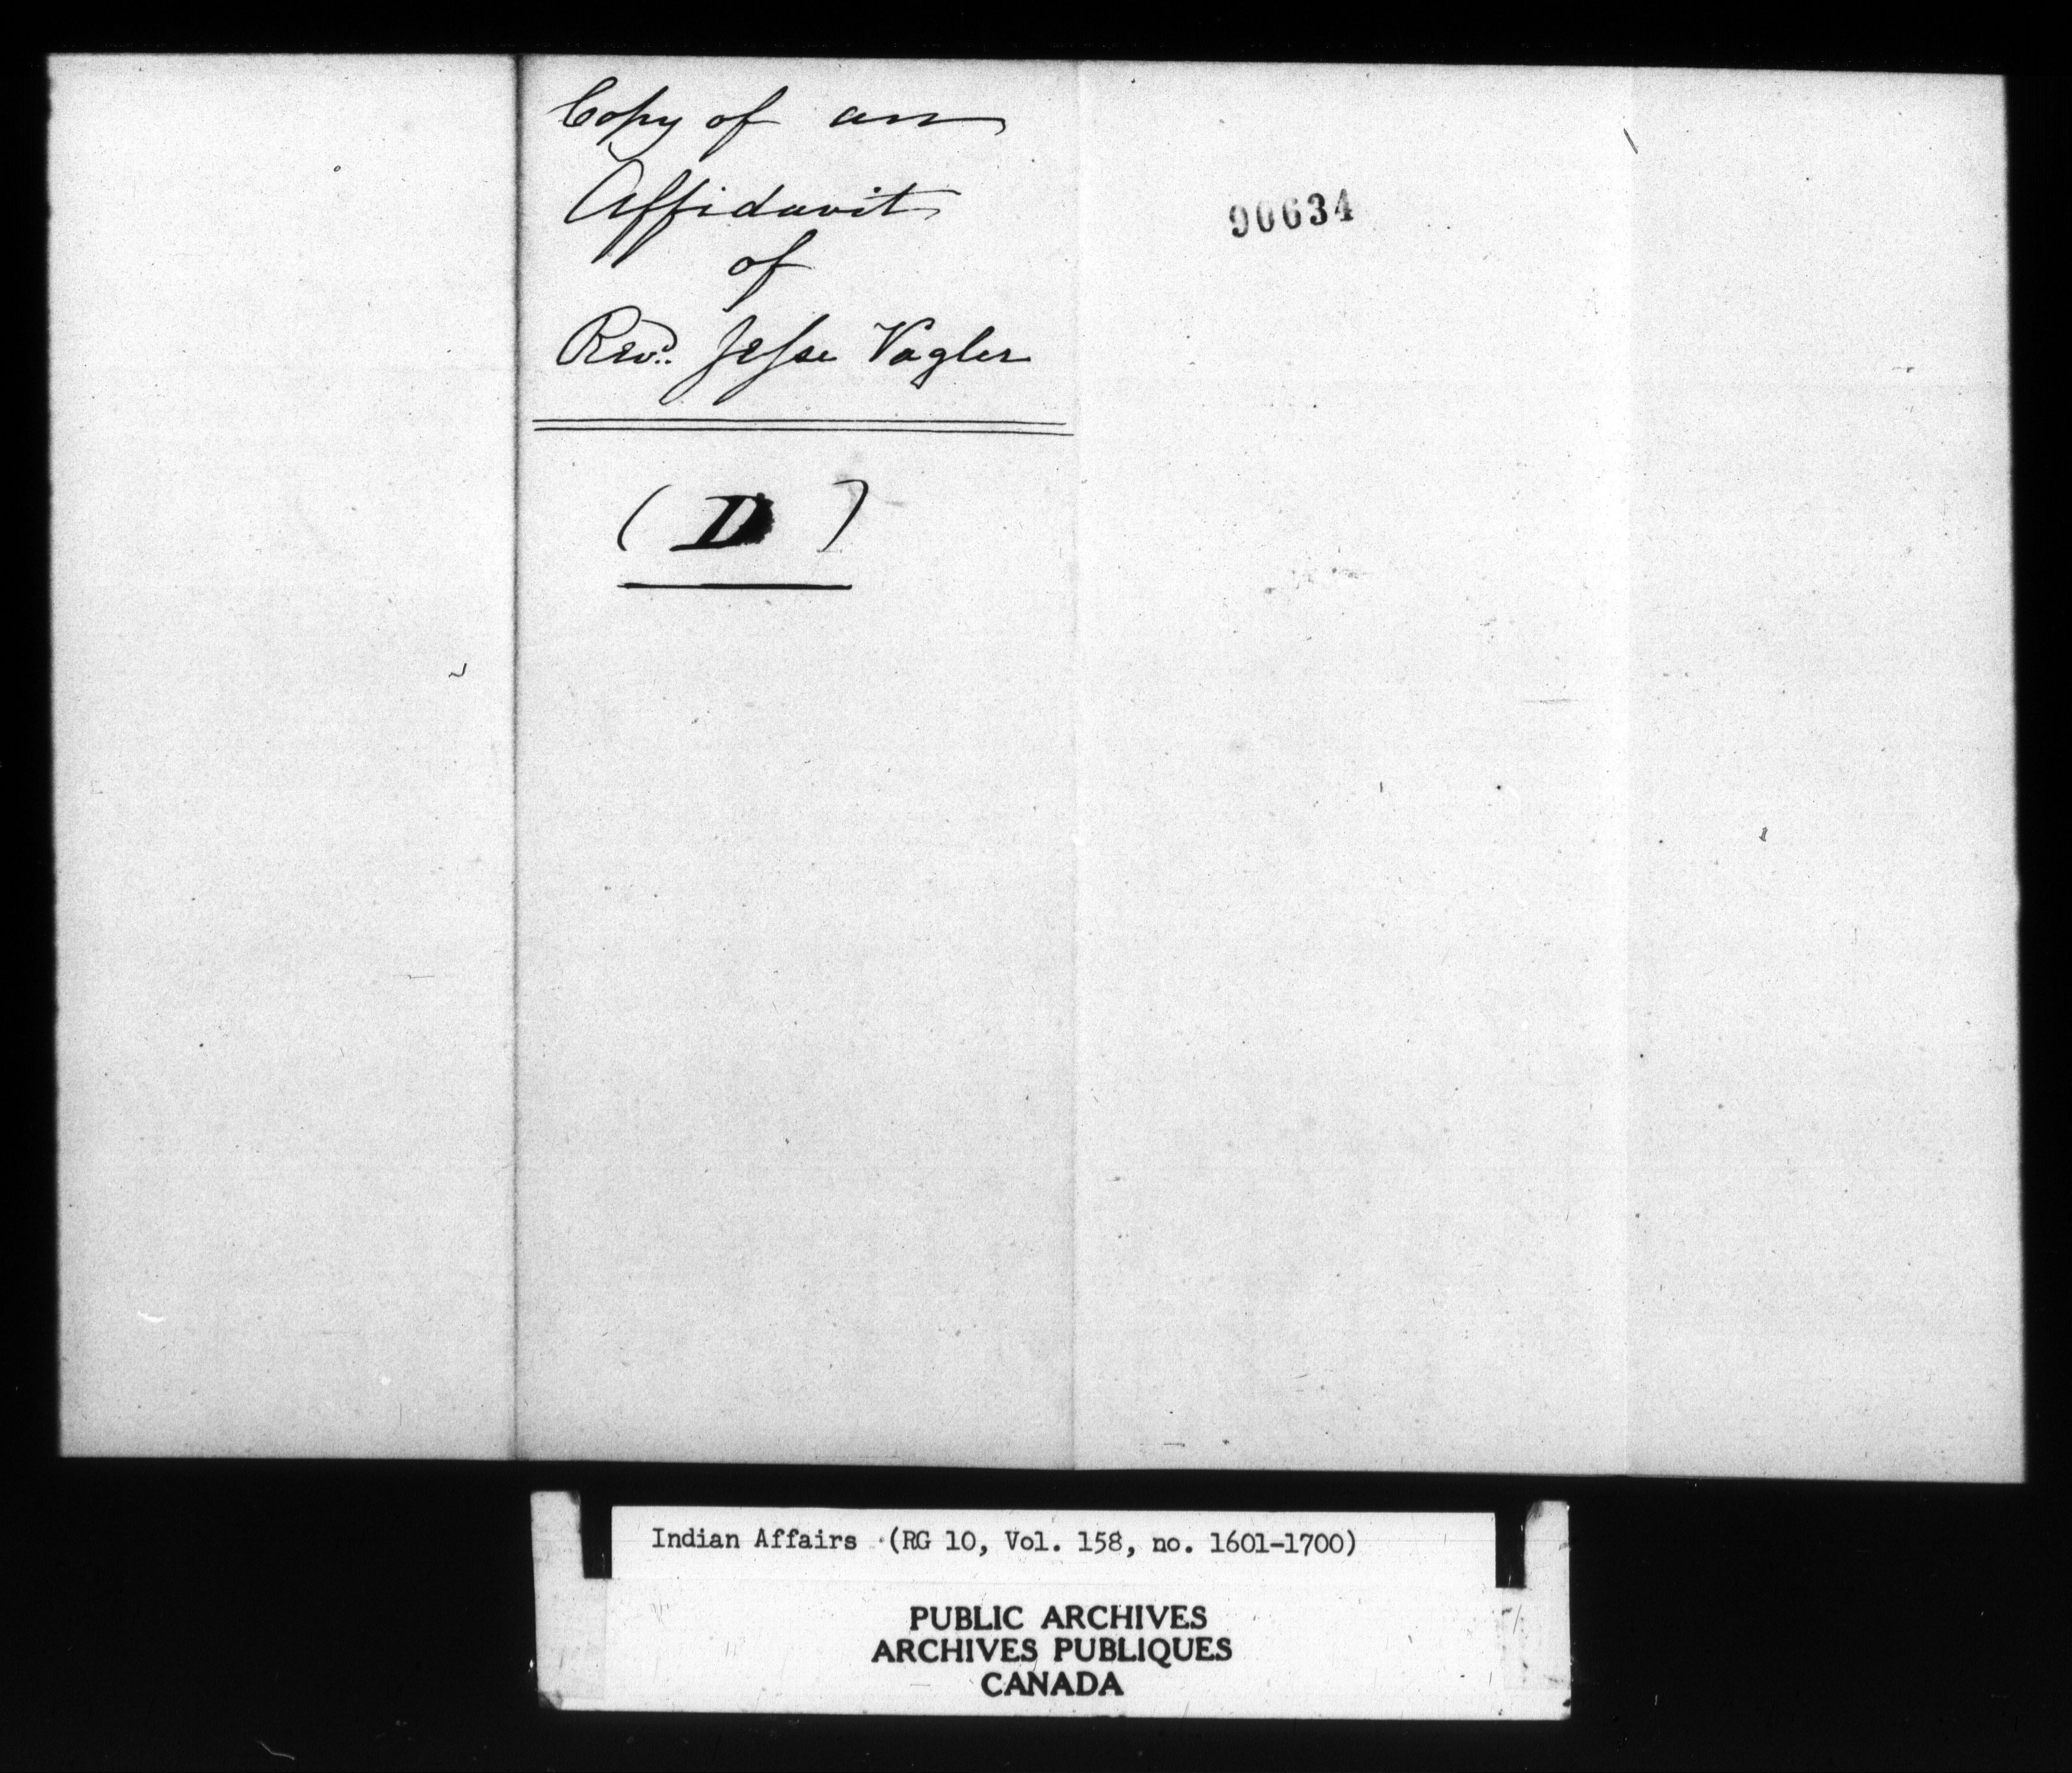 Copy of an
Affidavit
of
Revd. Jesse Vogler
( D )
90634
Indian Affairs (RG 10, Vol. 158, no. 1601-1700)
PUBLIC ARCHIVES
ARCHIVES PUBLIQUES
CANADA